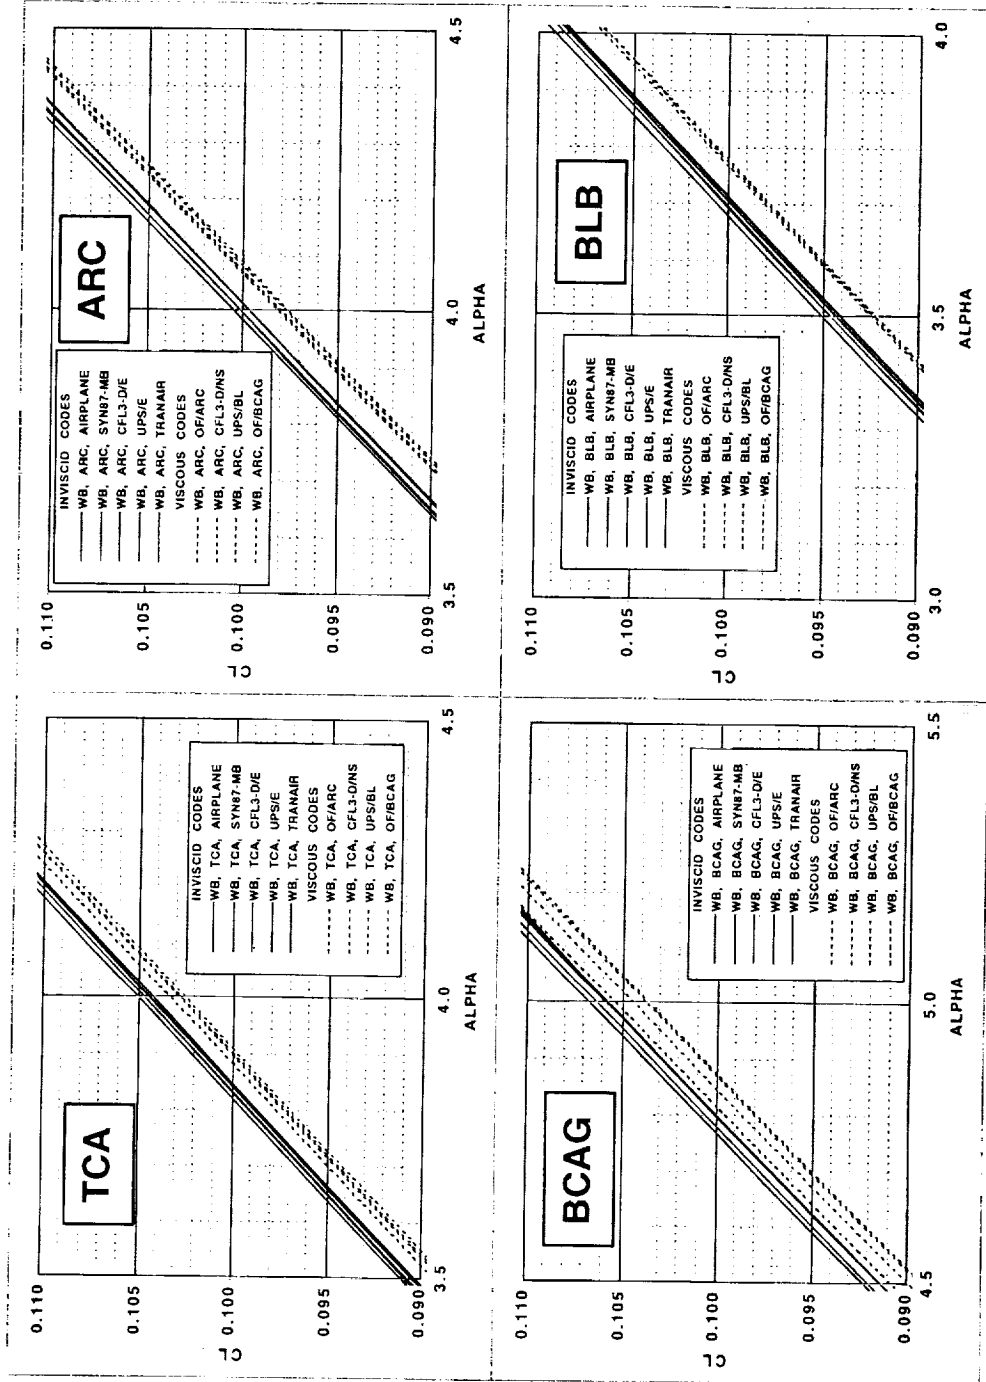 TCA
CL
0.110
0.105
0.100
0.095
0.090
3.5
4.0
4.5
ALPHA
INVISCID CODES
WB, TCA, AIRPLANE
WB, TCA, SYN87-MB
WB, TCA, CFL3-D/E
WB, TCA, UPS/E
WB, TCA, TRANAIR
VISCOUS CODES
WB, TCA, OF/ARC
WB, TCA, CFL3-D/NS
WB, TCA, UPS/BL
WB, TCA, OF/BCAG
ARC
CL
0.110
0.105
0.100
0.095
0.090
3.5
4.0
4.5
ALPHA
INVISCID CODES
WB, ARC, AIRPLANE
WB, ARC, SYN87-MB
WB, ARC, CFL3-D/E
WB, ARC, UPS/E
WB, ARC, TRANAIR
VISCOUS CODES
WB, ARC, OF/ARC
WB, ARC, CFL3-D/NS
WB, ARC, UPS/BL
WB, ARC, OF/BCAG
BCAG
CL
0.110
0.105
0.100
0.095
0.090
4.5
5.0
5.5
ALPHA
INVISCID CODES
WB, BCAG, AIRPLANE
WB, BCAG, SYN87-MB
WB, BCAG, CFL3-D/E
WB, BCAG, UPS/E
WB, BCAG, TRANAIR
VISCOUS CODES
WB, BCAG, OF/ARC
WB, BCAG, CFL3-D/NS
WB, BCAG, UPS/BL
WB, BCAG, OF/BCAG
BLB
CL
0.110
0.105
0.100
0.095
0.090
3.0
3.5
4.0
ALPHA
INVISCID CODES
WB, BLB, AIRPLANE
WB, BLB, SYN87-MB
WB, BLB, CFL3-D/E
WB, BLB, UPS/E
WB, BLB, TRANAIR
VISCOUS CODES
WB, BLB, OF/ARC
WB, BLB, CFL3-D/NS
WB, BLB, UPS/BL
WB, BLB, OF/BCAG